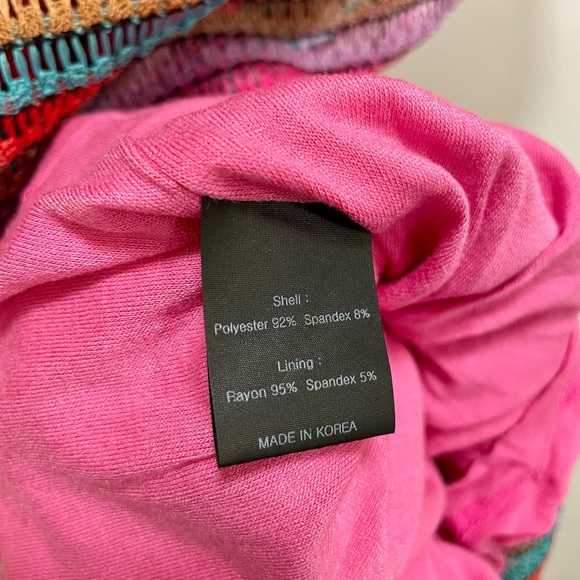 Shell :
Polyester 92% Spandex 8%
Lining :
Rayon 95% Spandex 5%
MADE IN KOREA